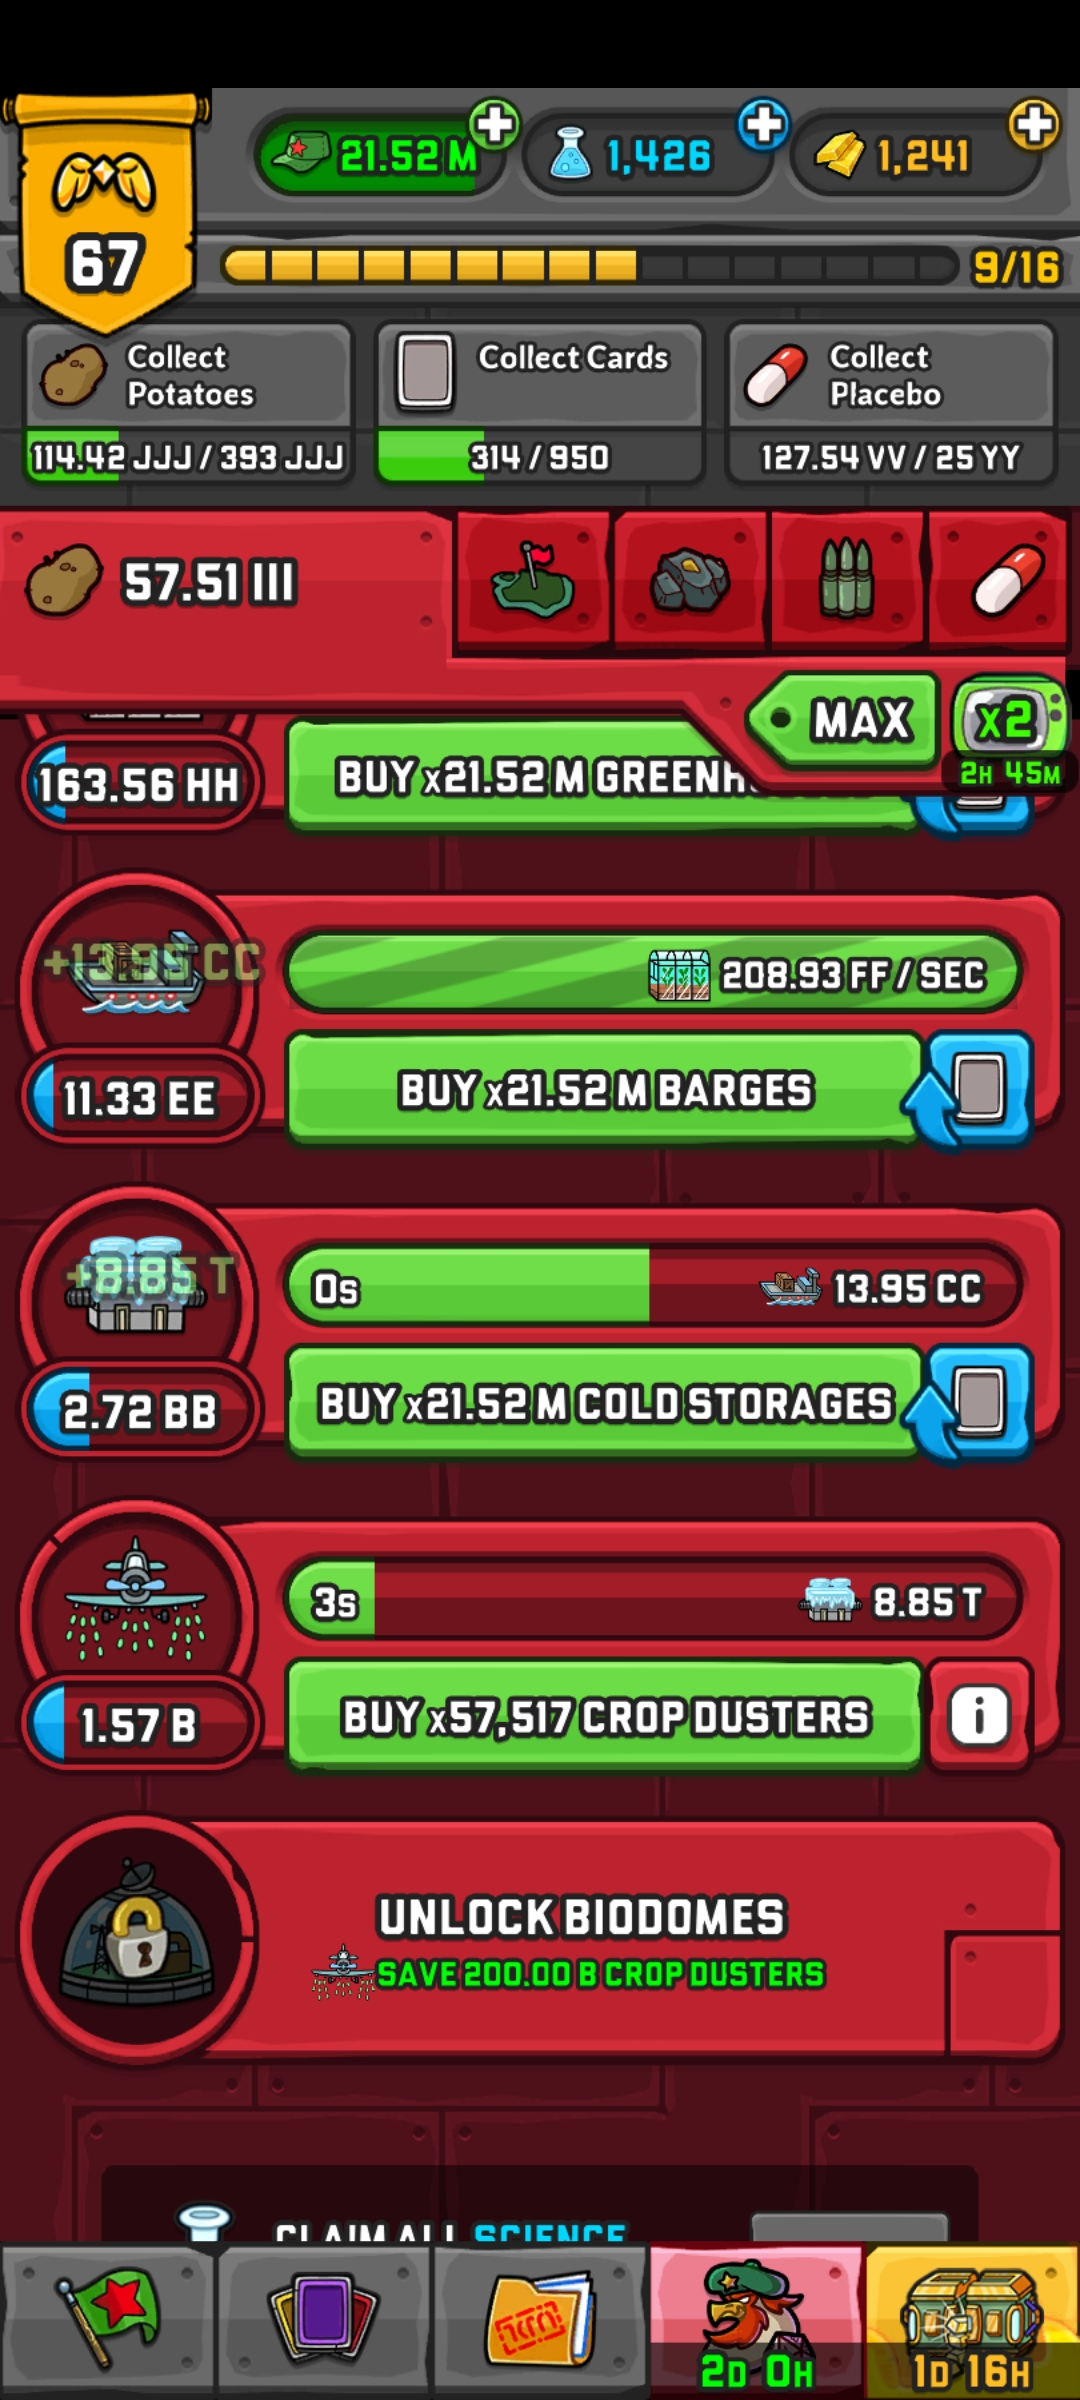 21.52 M
1,426
1,241
67
9/16
Collect
Potatoes
114.42 JJJ / 393 JJJ
Collect Cards
314 / 950
Collect
Placebo
127.54 VV / 25 YY
57.51 III
MAX
x2
2H 45M
163.56 HH
BUY x21.52 M GREENH
+13.95 CC
208.93 FF / SEC
11.33 EE
BUY x21.52 M BARGES
+8.85 T
0s
13.95 CC
2.72 BB
BUY x21.52 M COLD STORAGES
3s
8.85 T
1.57 B
BUY x57,517 CROP DUSTERS
i
UNLOCK BIODOMES
SAVE 200.00 B CROP DUSTERS
CLAIM ALL SCIENCE
2D 0H
1D 16H